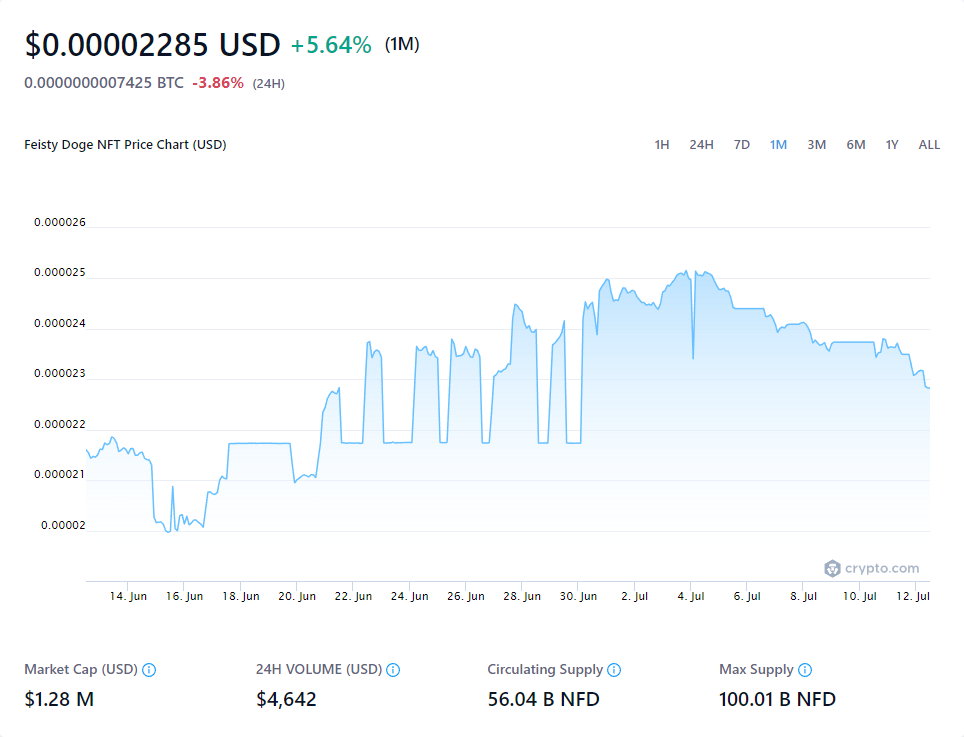 $0.00002285 USD +5.64% (1M)
0.0000000007425 BTC -3.86% (24H)
Feisty Doge NFT Price Chart (USD) 1H 24H 7D 1M 3M 6M 1Y ALL
0.000026
0.000025
0.000024
0.000023
0.000022
0.000021
0.00002
crypto.com
14. Jun 16. Jun 18. Jun 20. Jun 22. Jun 24. Jun 26. Jun 28. Jun 30. Jun 2. Jul 4. Jul 6. Jul 8. Jul 10. Jul 12. Jul
Market Cap (USD) 24H VOLUME (USD) Circulating Supply Max Supply
$1.28 M $4,642 56.04 B NFD 100.01 B NFD